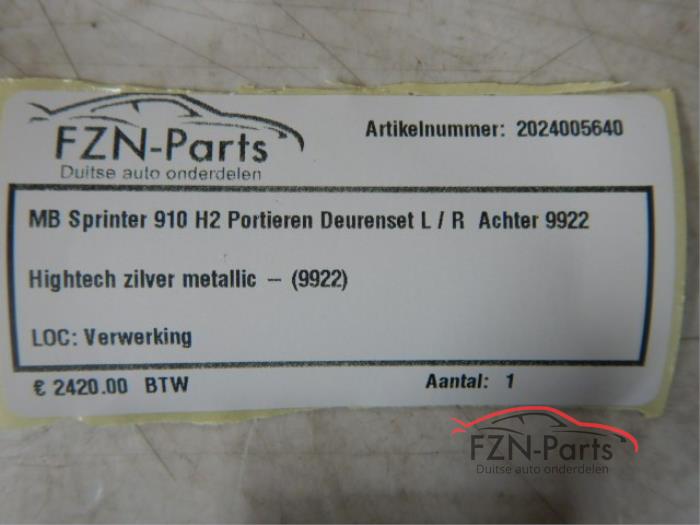 FZN-Parts
Duitse auto onderdelen
Artikelnummer: 2024005640
MB Sprinter 910 H2 Portieren Deurenset L / R Achter 9922
Hightech zilver metallic – (9922)
LOC: Verwerking
€ 2420.00 BTW
Aantal: 1
FZN-Parts
Duitse auto onderdelen